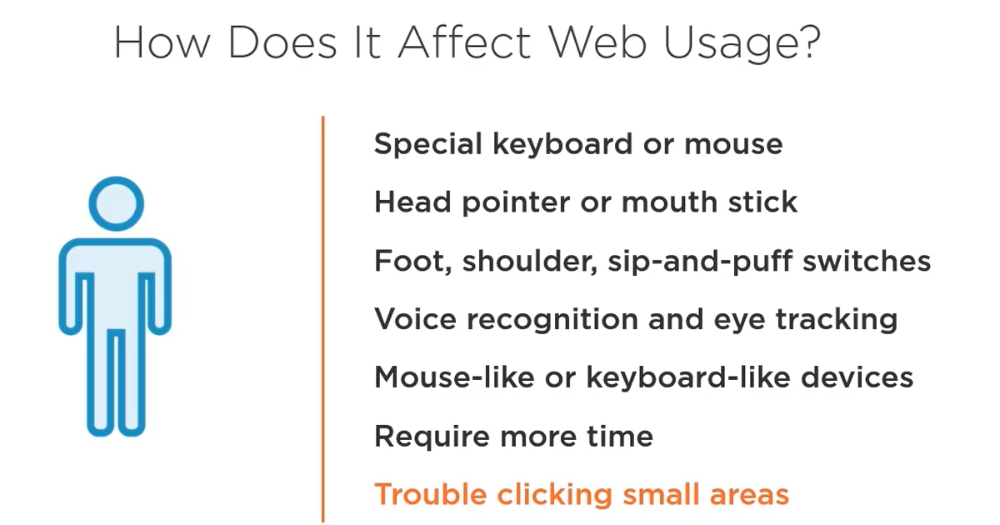 How Does It Affect Web Usage?
Special keyboard or mouse
Head pointer or mouth stick
Foot, shoulder, sip-and-puff switches
Voice recognition and eye tracking
Mouse-like or keyboard-like devices
Require more time
Trouble clicking small areas